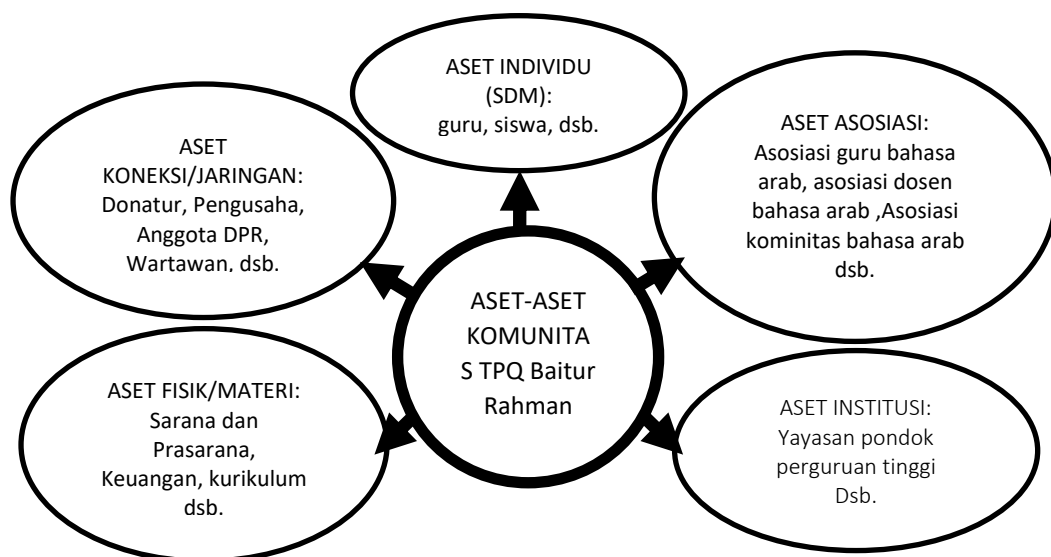 ASET INDIVIDU
(SDM):
guru, siswa, dsb.
ASET
KONEKSI/JARINGAN:
Donatur, Pengusaha,
Anggota DPR,
Wartawan, dsb.
ASET ASOSIASI:
Asosiasi guru bahasa
arab, asosiasi dosen
bahasa arab ,Asosiasi
kominitas bahasa arab
dsb.
ASET-ASET
KOMUNITA
S TPQ Baitur
Rahman
ASET FISIK/MATERI:
Sarana dan
Prasarana,
Keuangan, kurikulum
dsb.
ASET INSTITUSI:
Yayasan pondok
perguruan tinggi
Dsb.